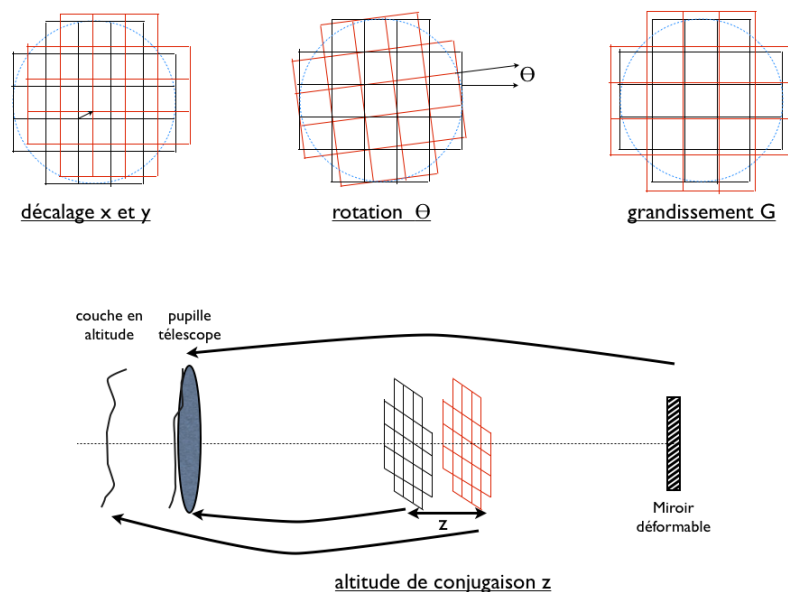 Θ
décalage x et y
rotation Θ
grandissement G
couche en
altitude
pupille
télescope
z
Miroir
déformable
altitude de conjugaison z